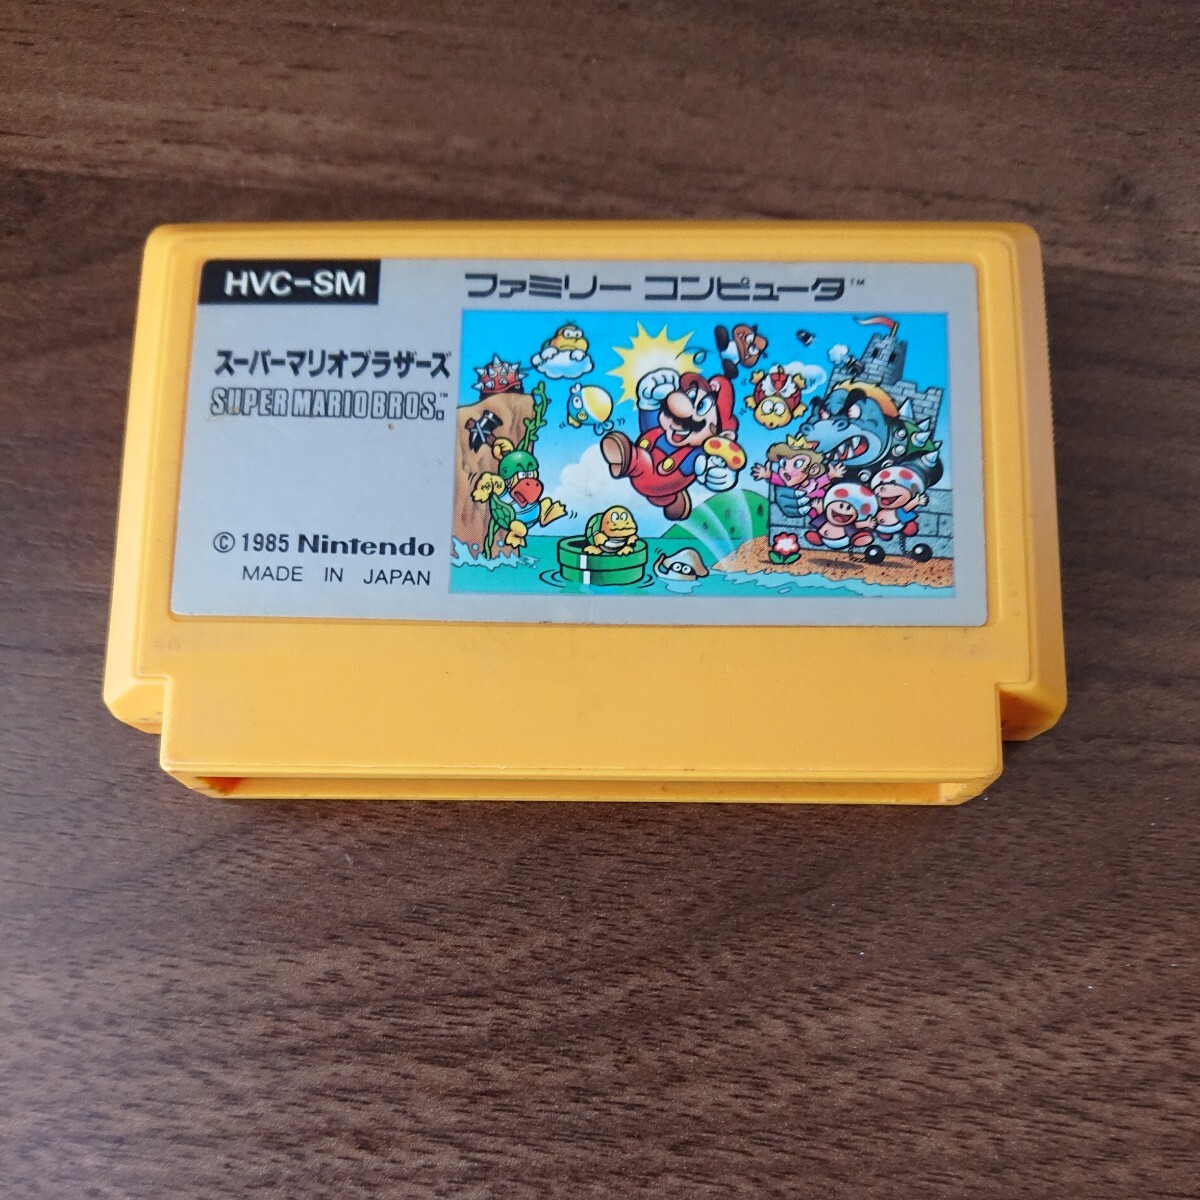 HVC-SM
ファミリー コンピュータ™
スーパーマリオブラザーズ
SUPER MARIO BROS.™
© 1985 Nintendo
MADE IN JAPAN